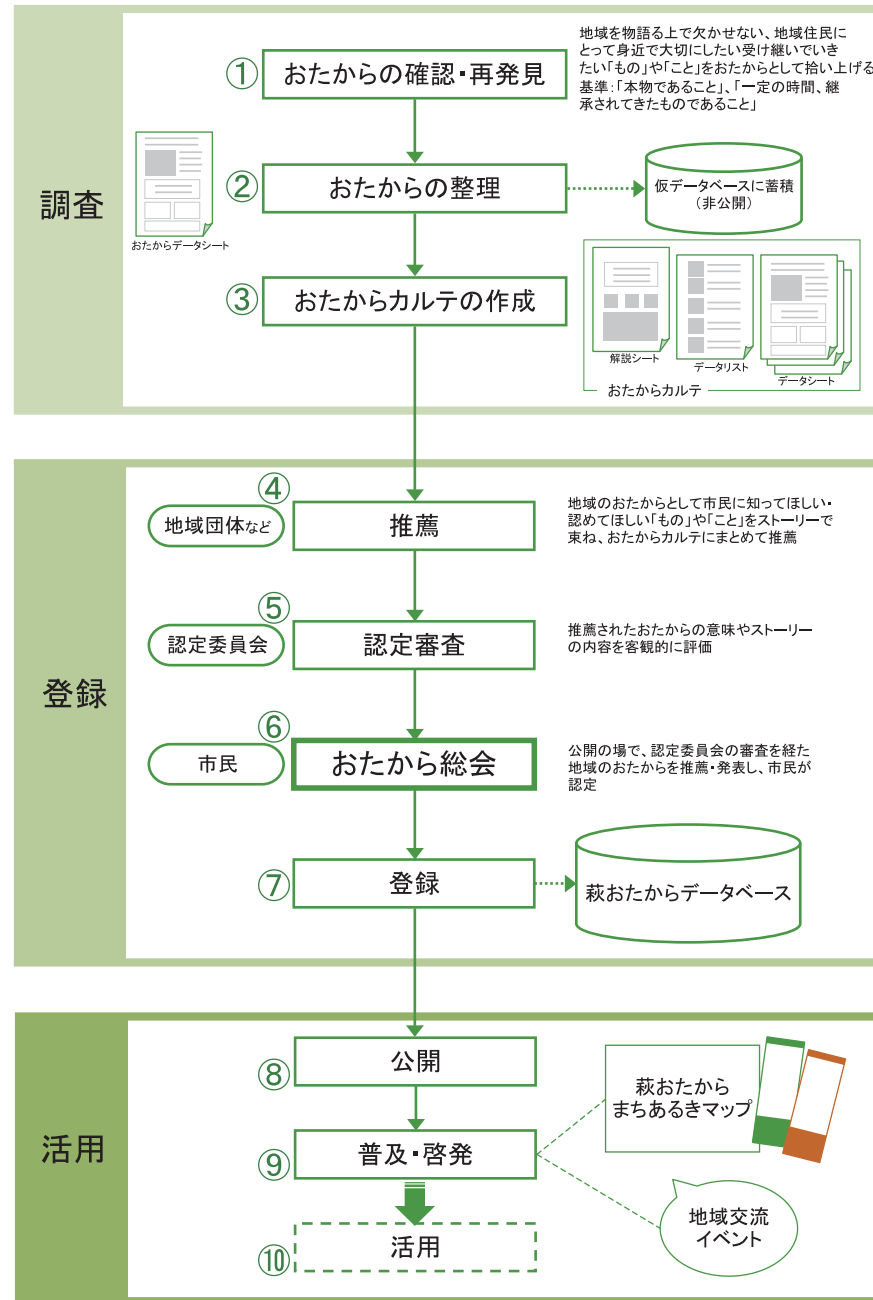 調査
①
おたからの確認・再発見
地域を物語る上で欠かせない、地域住民に
とって身近で大切にしたい受け継いでいき
たい「もの」や「こと」をおたからとして拾い上げる
基準:「本物であること」、「一定の時間、継
承されてきたものであること」
②
おたからの整理
おたからデータシート
仮データベースに蓄積
(非公開)
③
おたからカルテの作成
解説シート
データリスト
データシート
おたからカルテ
登録
④
地域団体など
推薦
地域のおたからとして市民に知ってほしい・
認めてほしい「もの」や「こと」をストーリーで
束ね、おたからカルテにまとめて推薦
⑤
認定委員会
認定審査
推薦されたおたからの意味やストーリー
の内容を客観的に評価
⑥
市民
おたから総会
公開の場で、認定委員会の審査を経た
地域のおたからを推薦・発表し、市民が
認定
⑦
登録
萩おたからデータベース
活用
⑧
公開
萩おたから
まちあるきマップ
⑨
普及・啓発
地域交流
イベント
⑩
活用